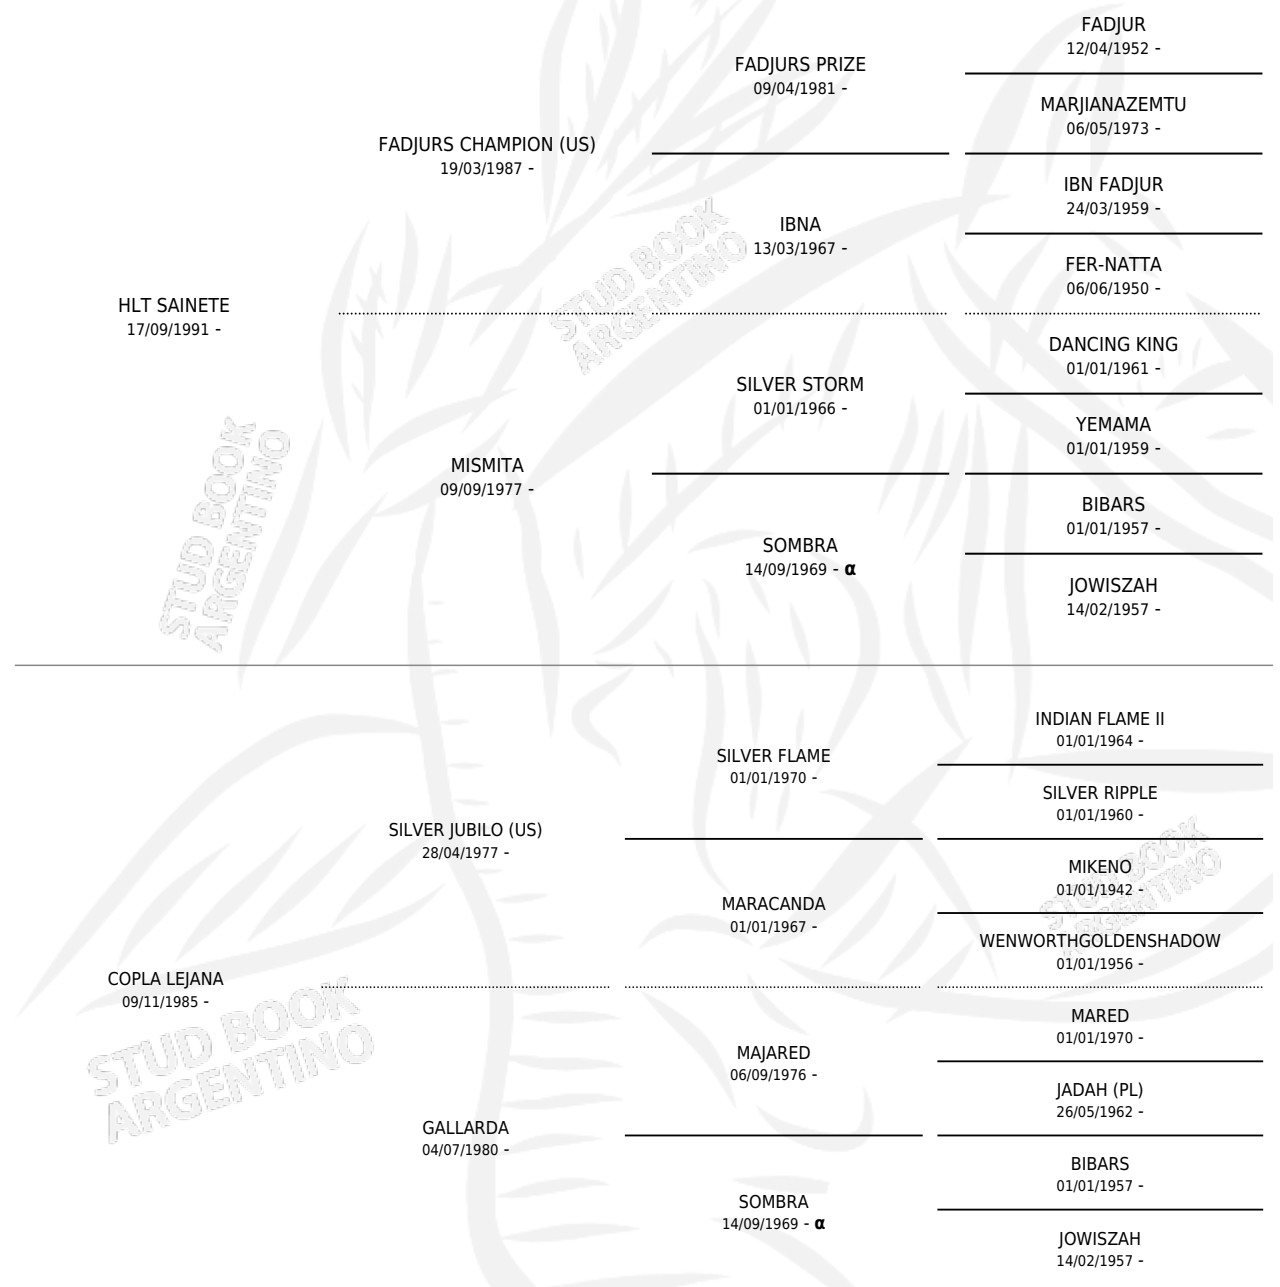 FADJUR
12/04/1952 -
FADJURS PRIZE
09/04/1981 -
MARJIANAZEMTU
06/05/1973 -
FADJURS CHAMPION (US)
19/03/1987 -
IBN FADJUR
24/03/1959 -
IBNA
13/03/1967 -
FER-NATTA
06/06/1950 -
HLT SAINETE
17/09/1991 -
DANCING KING
01/01/1961 -
SILVER STORM
01/01/1966 -
YEMAMA
01/01/1959 -
MISMITA
09/09/1977 -
BIBARS
01/01/1957 -
SOMBRA
14/09/1969 - α
JOWISZAH
14/02/1957 -
INDIAN FLAME II
01/01/1964 -
SILVER FLAME
01/01/1970 -
SILVER RIPPLE
01/01/1960 -
SILVER JUBILO (US)
28/04/1977 -
MIKENO
01/01/1942 -
MARACANDA
01/01/1967 -
WENWORTHGOLDENSHADOW
01/01/1956 -
COPLA LEJANA
09/11/1985 -
MARED
01/01/1970 -
MAJARED
06/09/1976 -
JADAH (PL)
26/05/1962 -
GALLARDA
04/07/1980 -
BIBARS
01/01/1957 -
SOMBRA
14/09/1969 - α
JOWISZAH
14/02/1957 -
STUD BOOK
ARGENTINO
STUD BOOK
ARGENTINO
STUD BOOK
ARGENTINO
STUD BOOK
ARGENTINO